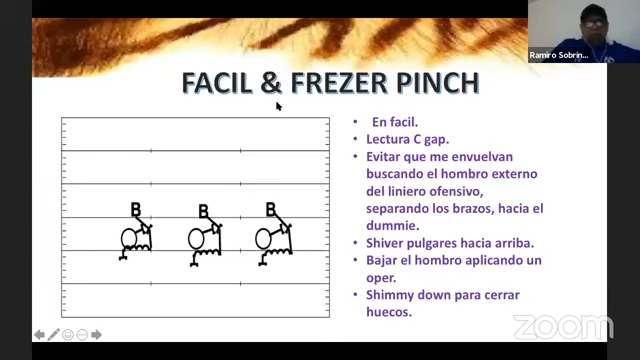 Ramiro Sobrin...
FACIL & FREZER PINCH
En facil.
Lectura C gap.
Evitar que me envuelvan
buscando el hombro externo
del liniero ofensivo,
separando los brazos, hacia el
dummie.
Shiver pulgares hacia arriba.
Bajar el hombro aplicando un
oper.
Shimmy down para cerrar
huecos.
B B B
zoom